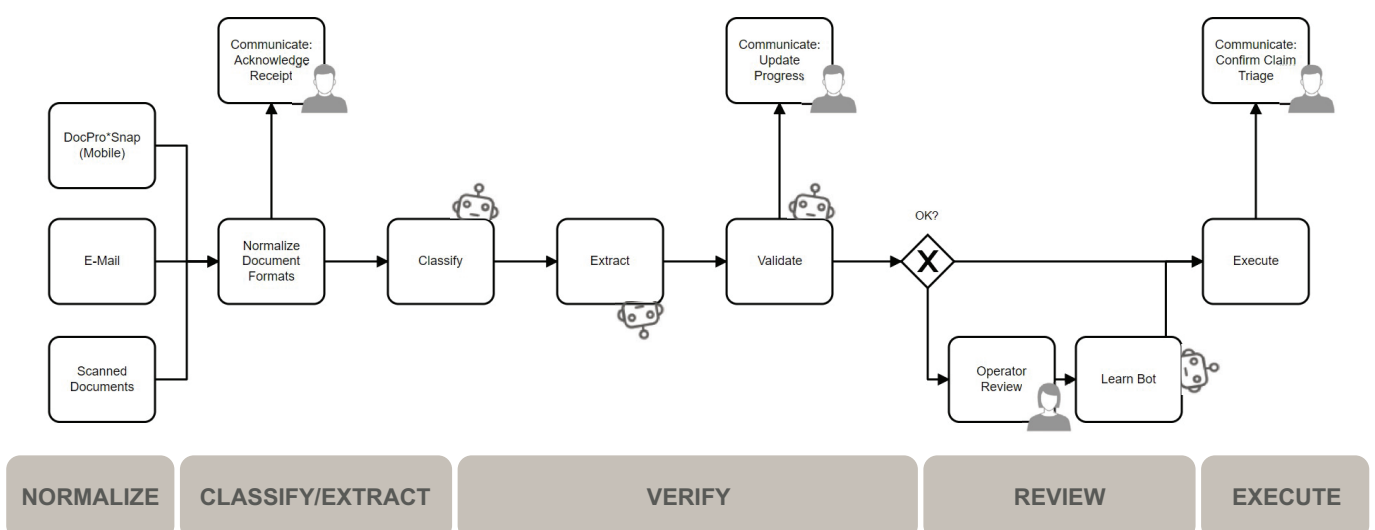 Communicate:
Acknowledge
Receipt
Communicate:
Update
Progress
Communicate:
Confirm Claim
Triage
DocPro*Snap
(Mobile)
E-Mail
Scanned
Documents
Normalize
Document
Formats
Classify
Extract
Validate
OK?
X
Execute
Operator
Review
Learn Bot
NORMALIZE
CLASSIFY/EXTRACT
VERIFY
REVIEW
EXECUTE